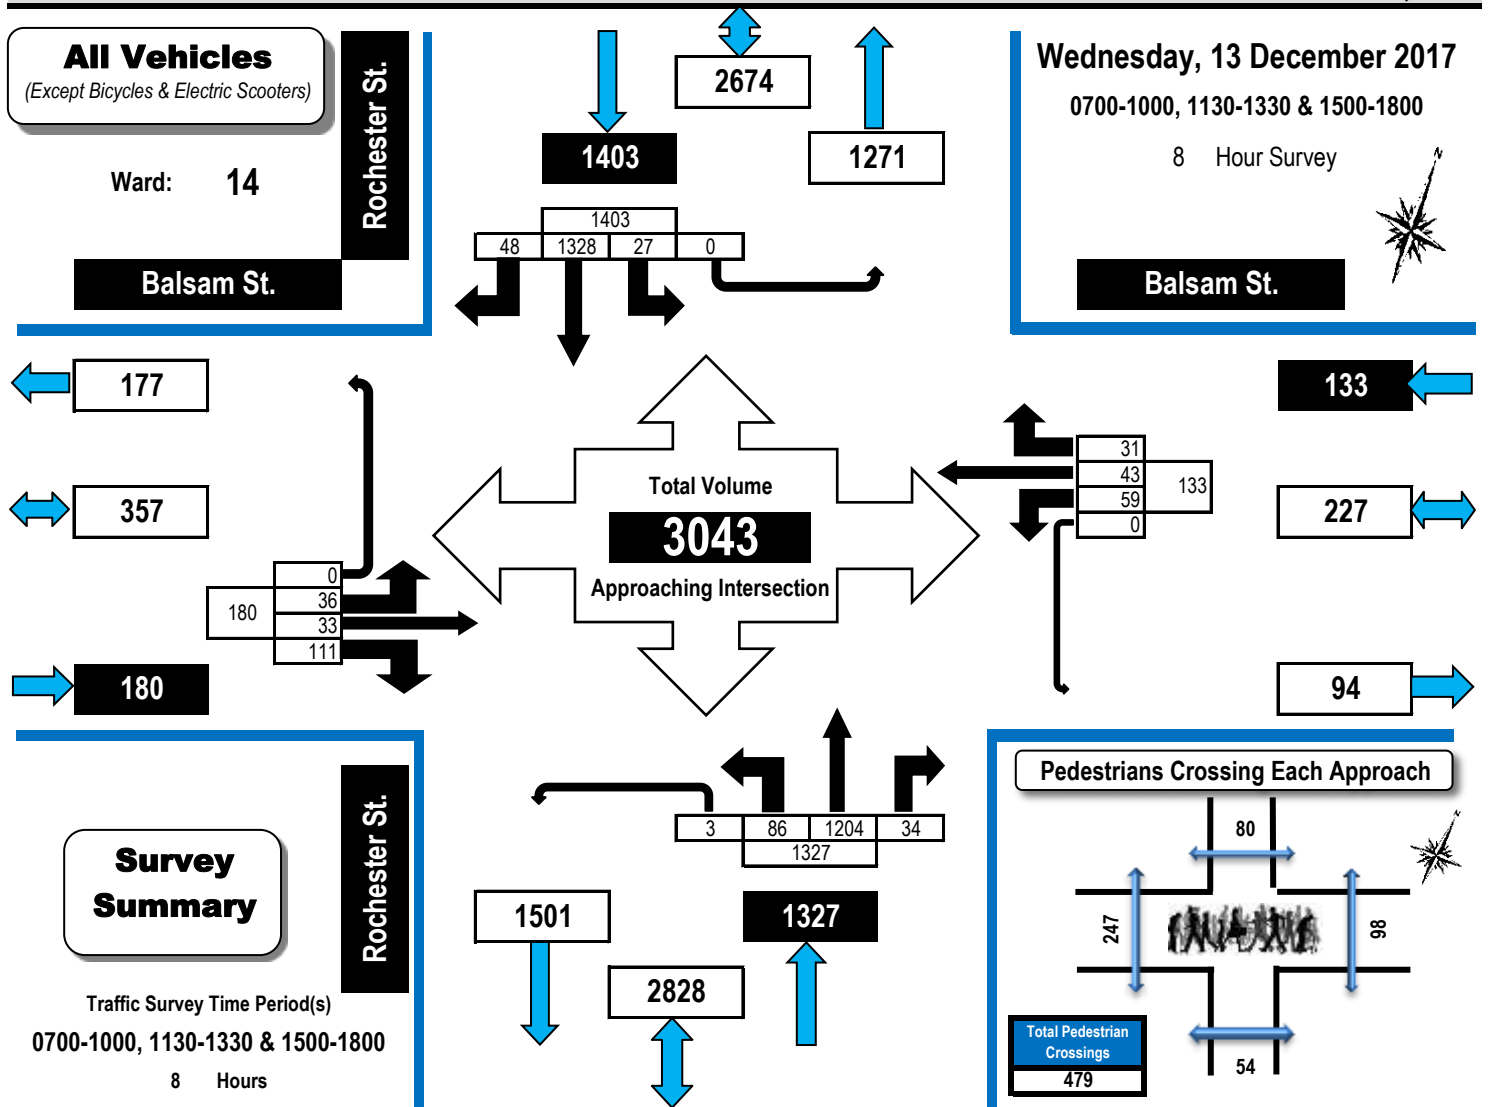 All Vehicles
(Except Bicycles & Electric Scooters)
Ward: 14
Rochester St.
Balsam St.
2674
1403
1271
1403
48 1328 27 0
Wednesday, 13 December 2017
0700-1000, 1130-1330 & 1500-1800
8 Hour Survey
N
Balsam St.
177
357
180
0
36
33
111
180
Total Volume
3043
Approaching Intersection
133
31
43
59
0
133
227
94
3 86 1204 34
1327
1501
1327
2828
Survey
Summary
Rochester St.
Traffic Survey Time Period(s)
0700-1000, 1130-1330 & 1500-1800
8 Hours
Pedestrians Crossing Each Approach
N
80
247
98
54
Total Pedestrian
Crossings
479